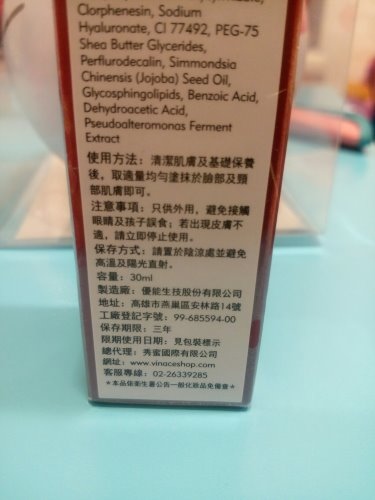 Clorphenesin, Sodium
Hyaluronate, CI 77492, PEG-75
Shea Butter Glycerides,
Perflurodecalin, Simmondsia
Chinensis (Jojoba) Seed Oil,
Glycosphingolipids, Benzoic Acid,
Dehydroacetic Acid,
Pseudoalteromonas Ferment
Extract
使用方法：清潔肌膚及基礎保養
後，取適量均勻塗抹於臉部及頸
部肌膚即可。
注意事項：只供外用，避免接觸
眼睛及孩子誤食；若出現皮膚不
適，請立即停止使用。
保存方式：請置於陰涼處並避免
高溫及陽光直射。
容量：30ml
製造廠：優能生技股份有限公司
地址：高雄市燕巢區安林路14號
工廠登記字號：99-685594-00
保存期限：三年
限期使用日期：見包裝標示
總代理：秀蜜國際有限公司
網址：www.vinaceshop.com
客服專線：02-26339285
★本品依衛生署公告一般化妝品免備查★